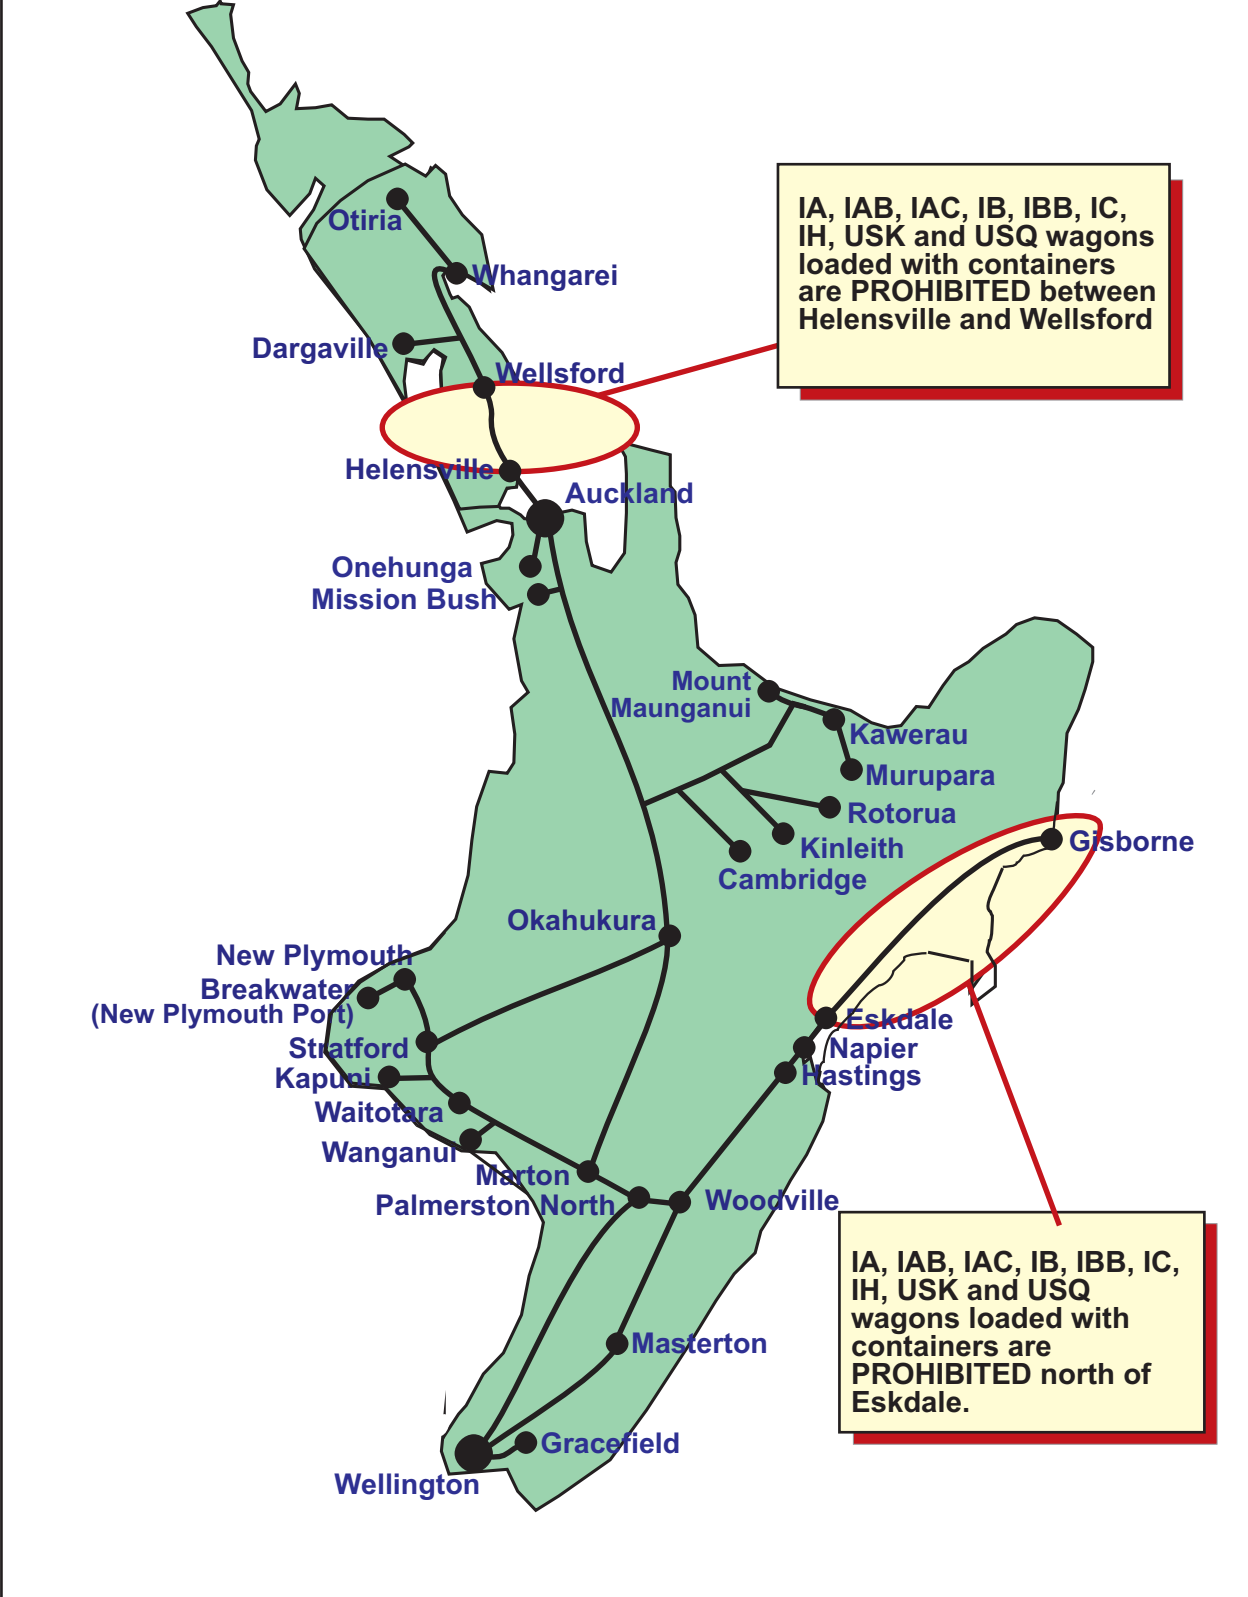 Otiria
Whangarei
IA, IAB, IAC, IB, IBB, IC,
IH, USK and USQ wagons
loaded with containers
are PROHIBITED between
Helensville and Wellsford
Dargaville
Wellsford
Helensville
Auckland
Onehunga
Mission Bush
Mount
Maunganui
Kawerau
Murupara
Rotorua
Kinleith
Cambridge
Gisborne
Okahukura
New Plymouth
Breakwater
(New Plymouth Port)
Stratford
Kapuni
Waitotara
Wanganui
Eskdale
Napier
Hastings
Marton
Palmerston North
Woodville
IA, IAB, IAC, IB, IBB, IC,
IH, USK and USQ
wagons loaded with
containers are
PROHIBITED north of
Eskdale.
Masterton
Gracefield
Wellington